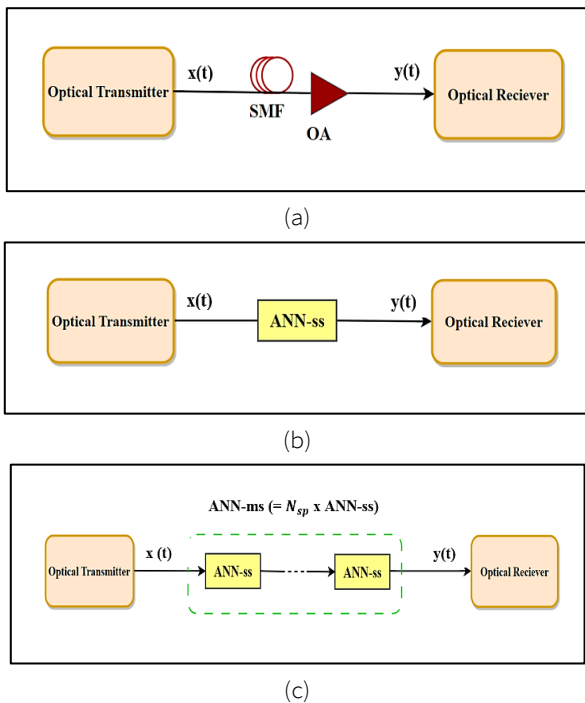 x(t)
y(t)
Optical Transmitter
Optical Reciever
SMF
OA
(a)
x(t)
y(t)
Optical Transmitter
ANN-ss
Optical Reciever
(b)
ANN-ms (= N_sp x ANN-ss)
x (t)
y(t)
Optical Transmitter
ANN-ss
ANN-ss
Optical Reciever
(c)